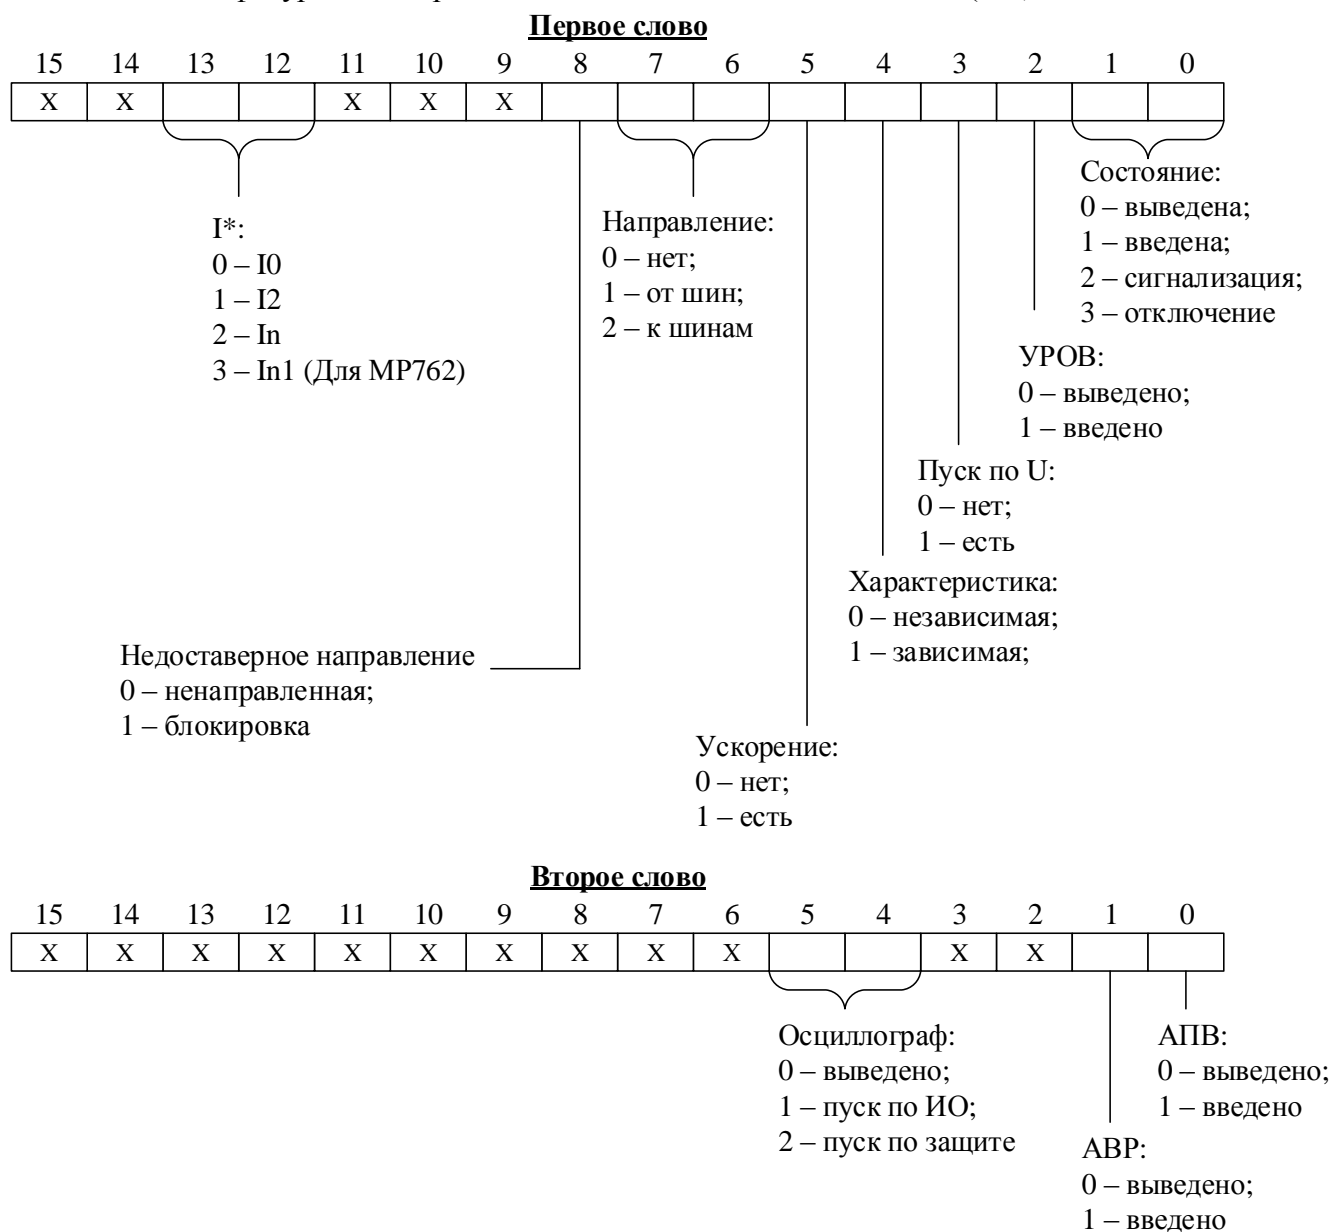 Первое слово
15 14 13 12 11 10 9 8 7 6 5 4 3 2 1 0
X X X X X
Состояние:
0 – выведена;
1 – введена;
2 – сигнализация;
3 – отключение
I*:
0 – I0
1 – I2
2 – In
3 – In1 (Для МР762)
Направление:
0 – нет;
1 – от шин;
2 – к шинам
УРОВ:
0 – выведено;
1 – введено
Пуск по U:
0 – нет;
1 – есть
Характеристика:
0 – независимая;
1 – зависимая;
Недоставерное направление
0 – ненаправленная;
1 – блокировка
Ускорение:
0 – нет;
1 – есть
Второе слово
15 14 13 12 11 10 9 8 7 6 5 4 3 2 1 0
X X X X X X X X X X X X
Осциллограф:
0 – выведено;
1 – пуск по ИО;
2 – пуск по защите
АПВ:
0 – выведено;
1 – введено
АВР:
0 – выведено;
1 – введено